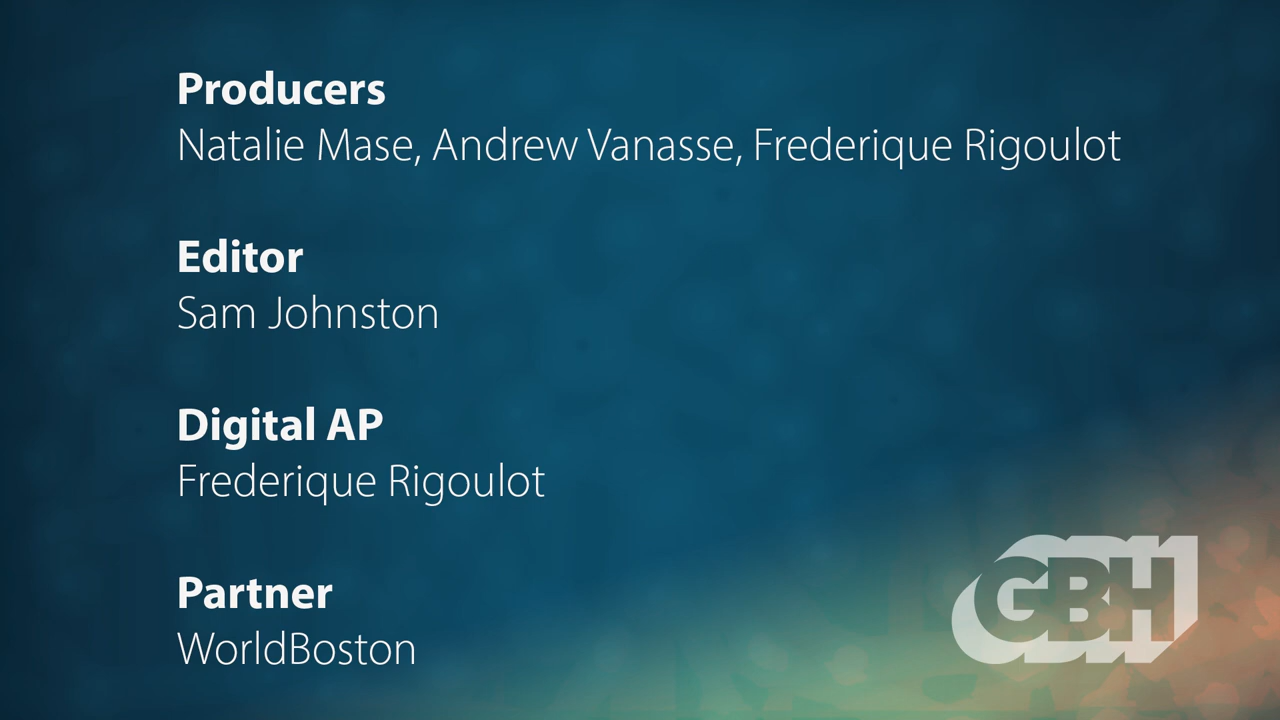 Producers
Natalie Mase, Andrew Vanasse, Frederique Rigoulot
Editor
Sam Johnston
Digital AP
Frederique Rigoulot
Partner
WorldBoston
GBH